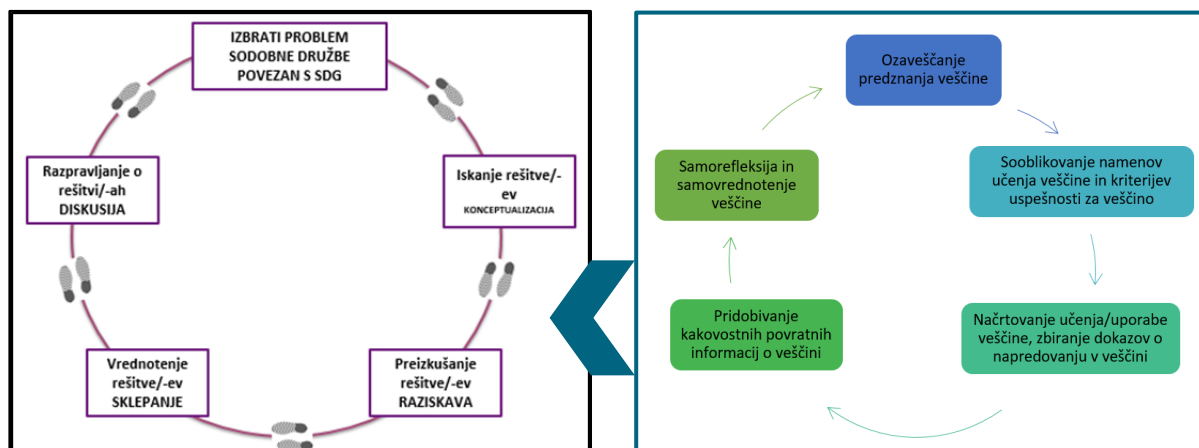 IZBRATI PROBLEM
SODOBNE DRUŽBE
POVEZAN S SDG
Iskanje rešitve/-
ev
KONCEPTUALIZACIJA
Preizkušanje
rešitve/-ev
RAZISKAVA
Vrednotenje
rešitve/-ev
SKLEPANJE
Razpravljanje o
rešitvi/-ah
DISKUSIJA
Ozaveščanje
predznanja veščine
Sooblikovanje namenov
učenja veščine in kriterijev
uspešnosti za veščino
Načrtovanje učenja/uporabe
veščine, zbiranje dokazov o
napredovanju v veščini
Pridobivanje
kakovostnih povratnih
informacij o veščini
Samorefleksija in
samovrednotenje
veščine